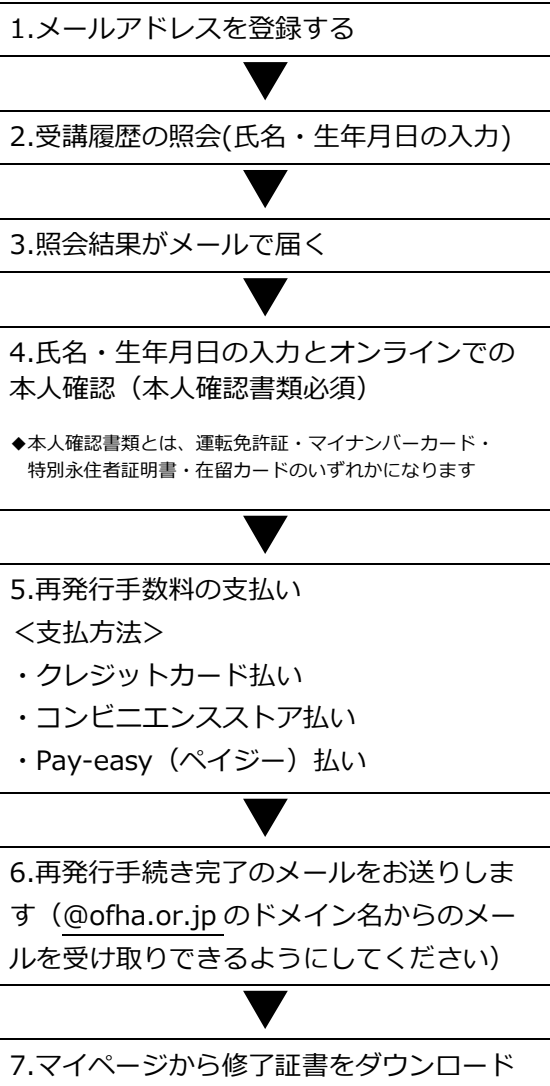 1.メールアドレスを登録する
2.受講履歴の照会(氏名・生年月日の入力)
3.照会結果がメールで届く
4.氏名・生年月日の入力とオンラインでの
本人確認（本人確認書類必須）
◆本人確認書類とは、運転免許証・マイナンバーカード・
特別永住者証明書・在留カードのいずれかになります
5.再発行手数料の支払い
＜支払方法＞
・クレジットカード払い
・コンビニエンスストア払い
・Pay-easy（ペイジー）払い
6.再発行手続き完了のメールをお送りしま
す（@ofha.or.jp のドメイン名からのメー
ルを受け取りできるようにしてください）
7.マイページから修了証書をダウンロード